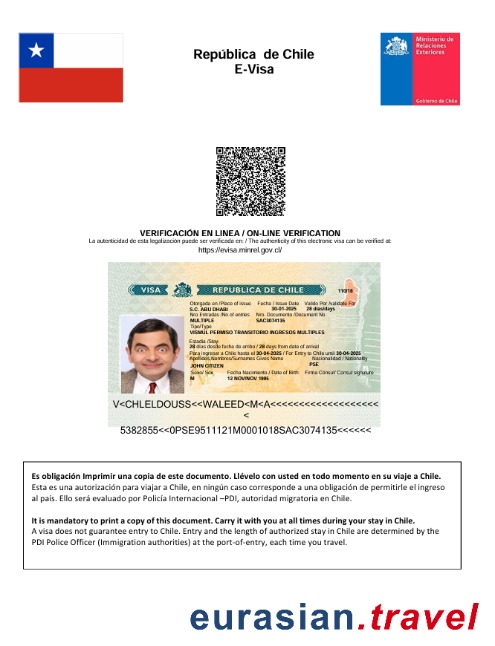 República de Chile
E-Visa
Ministerio de
Relaciones
Exteriores
Gobierno de Chile
VERIFICACIÓN EN LINEA / ON-LINE VERIFICATION
La autenticidad de esta legalización puede ser verificada en: / The authenticity of this electronic visa can be verified at:
https://evisa.minrel.gov.cl/
VISA REPUBLICA DE CHILE
Otorgada en /Place of issue Fecha / Issue Date Valido Por /Validable For
S.C. ABU DHABI 30-01-2025 28 dias/days
Nro. Entradas /No of entries Nro. Documento /Document No
MULTIPLE SAC3074135
Tipo/Type
VISMUL PERMISO TRANSITORIO INGRESOS MULTIPLES
Estadia /Stay
28 dias desde fecha de arribo / 28 days from date of arrival
Para ingresar a Chile hasta el 30-04-2025 / For Entry to Chile until 30-04-2025
Apellidos,Nombres/Surnames Given Name Nacionalidad / Nationality
JOHN CITIZEN PSE
Sexo/ Sex Fecha Nacimiento / Date of Birth Firma Consul/ Consul signature
M 12 NOV/NOV 1995
V<CHLELDOUSS<<WALEED<M<A<<<<<<<<<<<<<<<<<<<
<
5382855<<0PSE9511121M0001018SAC3074135<<<<<<
Es obligación Imprimir una copia de este documento. Llévelo con usted en todo momento en su viaje a Chile.
Esta es una autorización para viajar a Chile, en ningún caso corresponde a una obligación de permitirle el ingreso
al país. Ello será evaluado por Policía Internacional –PDI, autoridad migratoria en Chile.
It is mandatory to print a copy of this document. Carry it with you at all times during your stay in Chile.
A visa does not guarantee entry to Chile. Entry and the length of authorized stay in Chile are determined by the
PDI Police Officer (Immigration authorities) at the port-of-entry, each time you travel.
eurasian.travel